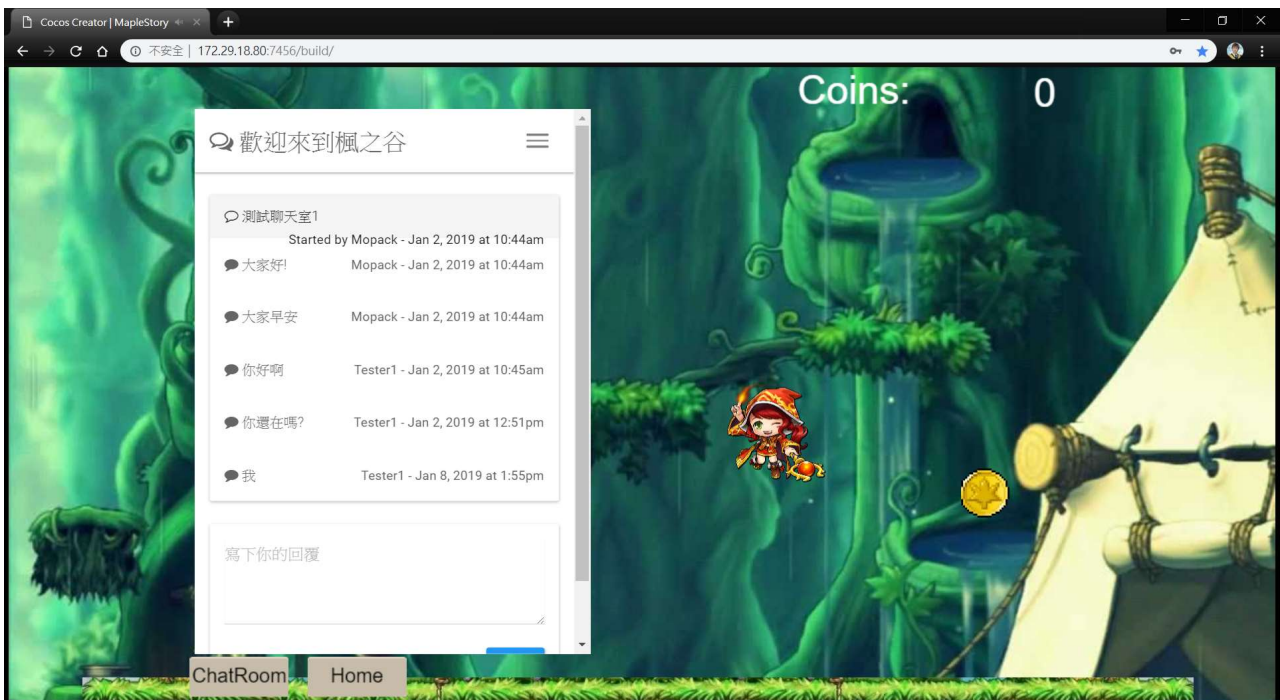 Cocos Creator | MapleStory
不安全 | 172.29.18.80:7456/build/
Coins: 0
歡迎來到楓之谷
測試聊天室1
Started by Mopack - Jan 2, 2019 at 10:44am
大家好! Mopack - Jan 2, 2019 at 10:44am
大家早安 Mopack - Jan 2, 2019 at 10:44am
你好啊 Tester1 - Jan 2, 2019 at 10:45am
你還在嗎? Tester1 - Jan 2, 2019 at 12:51pm
我 Tester1 - Jan 8, 2019 at 1:55pm
寫下你的回覆
ChatRoom Home